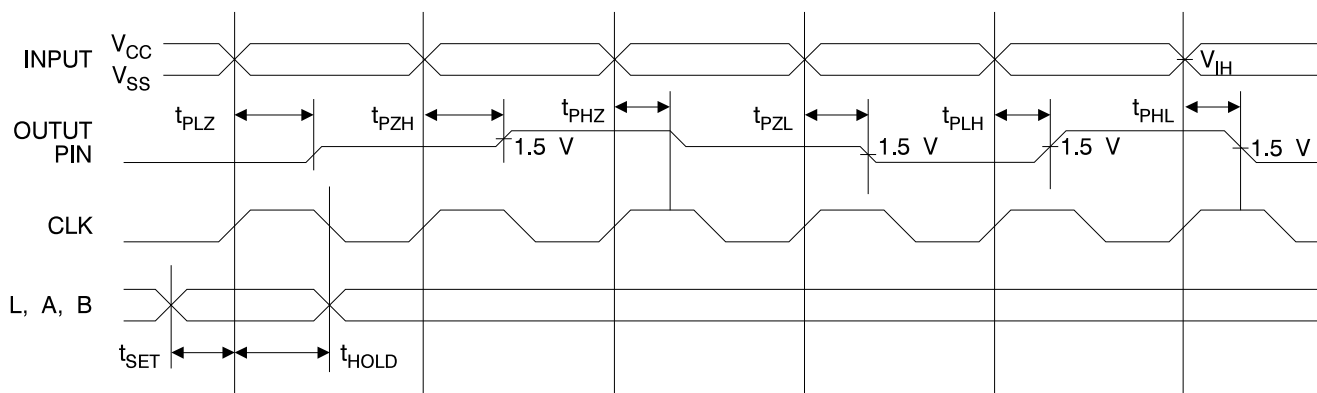 INPUT
VCC
VSS
VIH
OUTUT
PIN
tPLZ
tPZH
tPHZ
tPZL
tPLH
tPHL
1.5 V
1.5 V
1.5 V
1.5 V
CLK
L, A, B
tSET
tHOLD